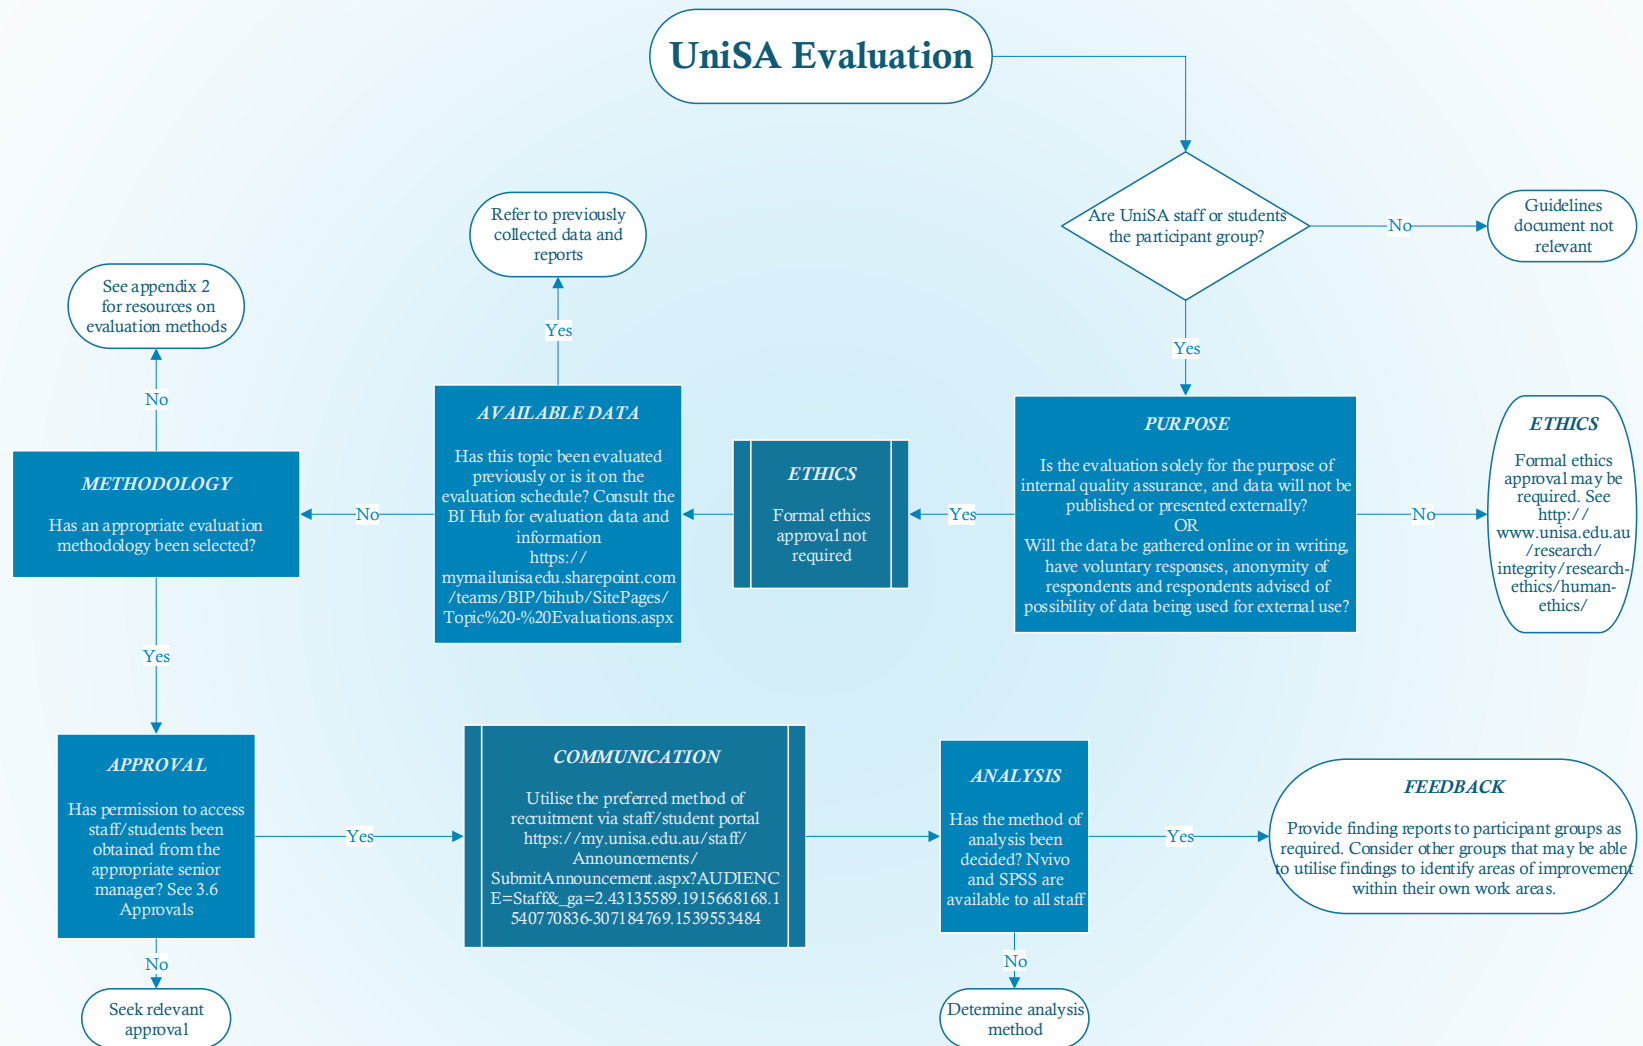 UniSA Evaluation
Are UniSA staff or students
the participant group?
No
Guidelines
document not
relevant
Yes
PURPOSE
Is the evaluation solely for the purpose of
internal quality assurance, and data will not be
published or presented externally?
OR
Will the data be gathered online or in writing,
have voluntary responses, anonymity of
respondents and respondents advised of
possibility of data being used for external use?
No
ETHICS
Formal ethics
approval may be
required. See
http://
www.unisa.edu.au
/research/
integrity/research-
ethics/human-
ethics/
Yes
ETHICS
Formal ethics
approval not
required
AVAILABLE DATA
Has this topic been evaluated
previously or is it on the
evaluation schedule? Consult the
BI Hub for evaluation data and
information
https://
mymailunisaedu.sharepoint.com
/teams/BIP/bihub/SitePages/
Topic%20-%20Evaluations.aspx
Yes
Refer to previously
collected data and
reports
No
METHODOLOGY
Has an appropriate evaluation
methodology been selected?
No
See appendix 2
for resources on
evaluation methods
Yes
APPROVAL
Has permission to access
staff/students been
obtained from the
appropriate senior
manager? See 3.6
Approvals
No
Seek relevant
approval
Yes
COMMUNICATION
Utilise the preferred method of
recruitment via staff/student portal
https://my.unisa.edu.au/staff/
Announcements/
SubmitAnnouncement.aspx?AUDIENC
E=Staff&_ga=2.43135589.1915668168.1
540770836-307184769.1539553484
ANALYSIS
Has the method of
analysis been
decided? Nvivo
and SPSS are
available to all staff
No
Determine analysis
method
Yes
FEEDBACK
Provide finding reports to participant groups as
required. Consider other groups that may be able
to utilise findings to identify areas of improvement
within their own work areas.